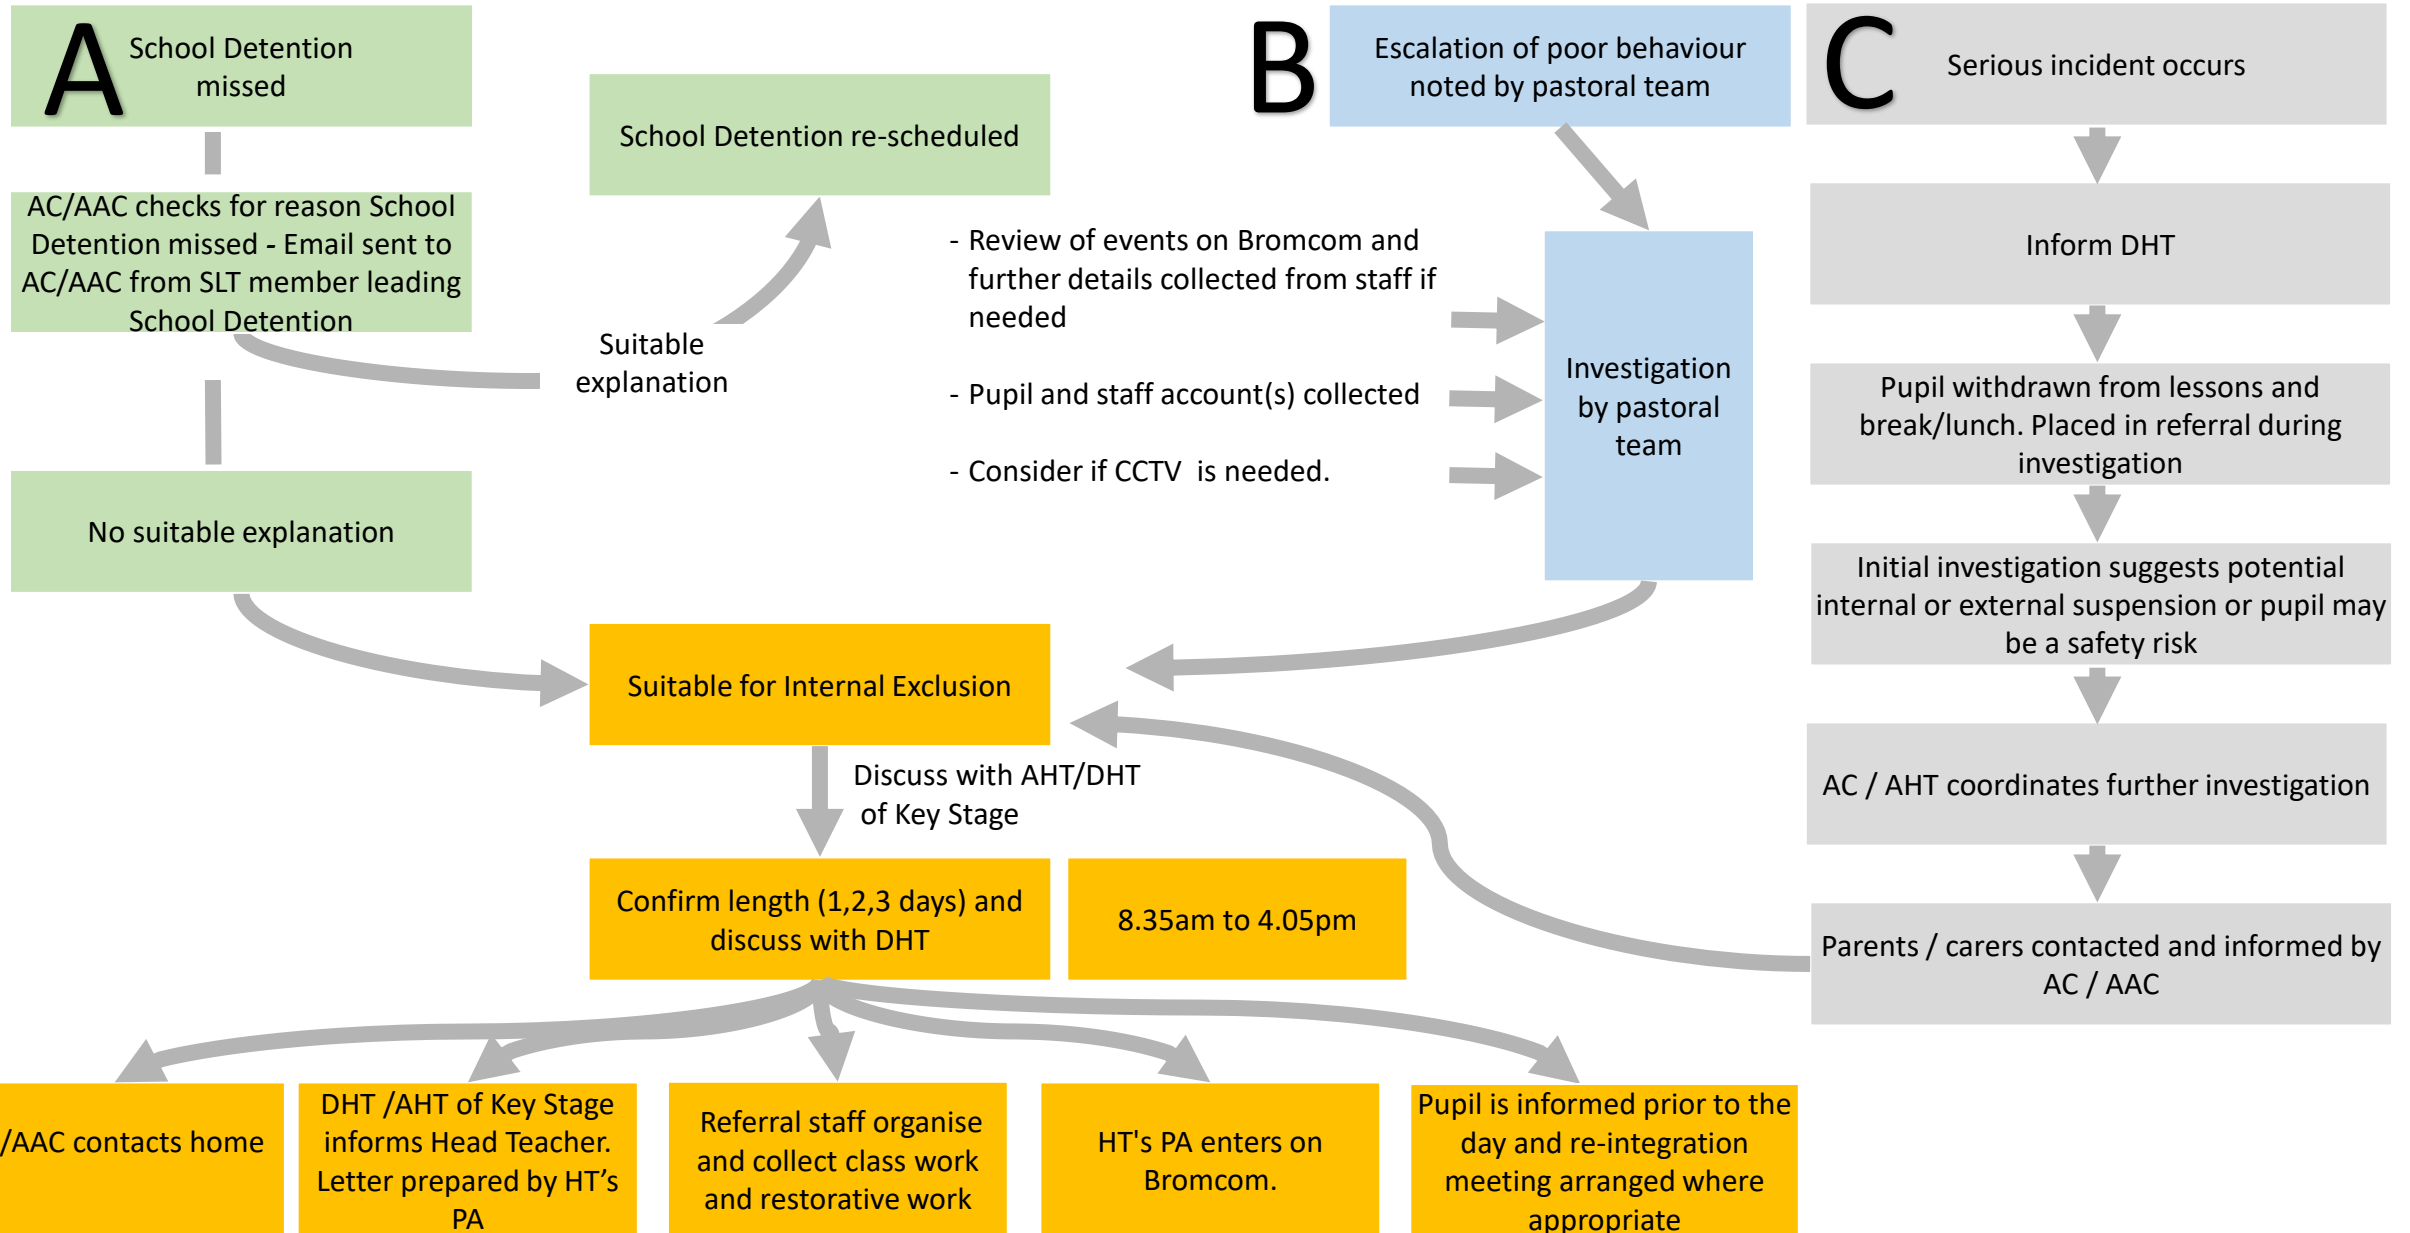 A
School Detention
missed
AC/AAC checks for reason School
Detention missed - Email sent to
AC/AAC from SLT member leading
School Detention
Suitable
explanation
School Detention re-scheduled
No suitable explanation
B
Escalation of poor behaviour
noted by pastoral team
- Review of events on Bromcom and
further details collected from staff if
needed
- Pupil and staff account(s) collected
- Consider if CCTV is needed.
Investigation
by pastoral
team
C
Serious incident occurs
Inform DHT
Pupil withdrawn from lessons and
break/lunch. Placed in referral during
investigation
Initial investigation suggests potential
internal or external suspension or pupil may
be a safety risk
AC / AHT coordinates further investigation
Parents / carers contacted and informed by
AC / AAC
Suitable for Internal Exclusion
Discuss with AHT/DHT
of Key Stage
Confirm length (1,2,3 days) and
discuss with DHT
8.35am to 4.05pm
/AAC contacts home
DHT /AHT of Key Stage
informs Head Teacher.
Letter prepared by HT’s
PA
Referral staff organise
and collect class work
and restorative work
HT's PA enters on
Bromcom.
Pupil is informed prior to the
day and re-integration
meeting arranged where
appropriate